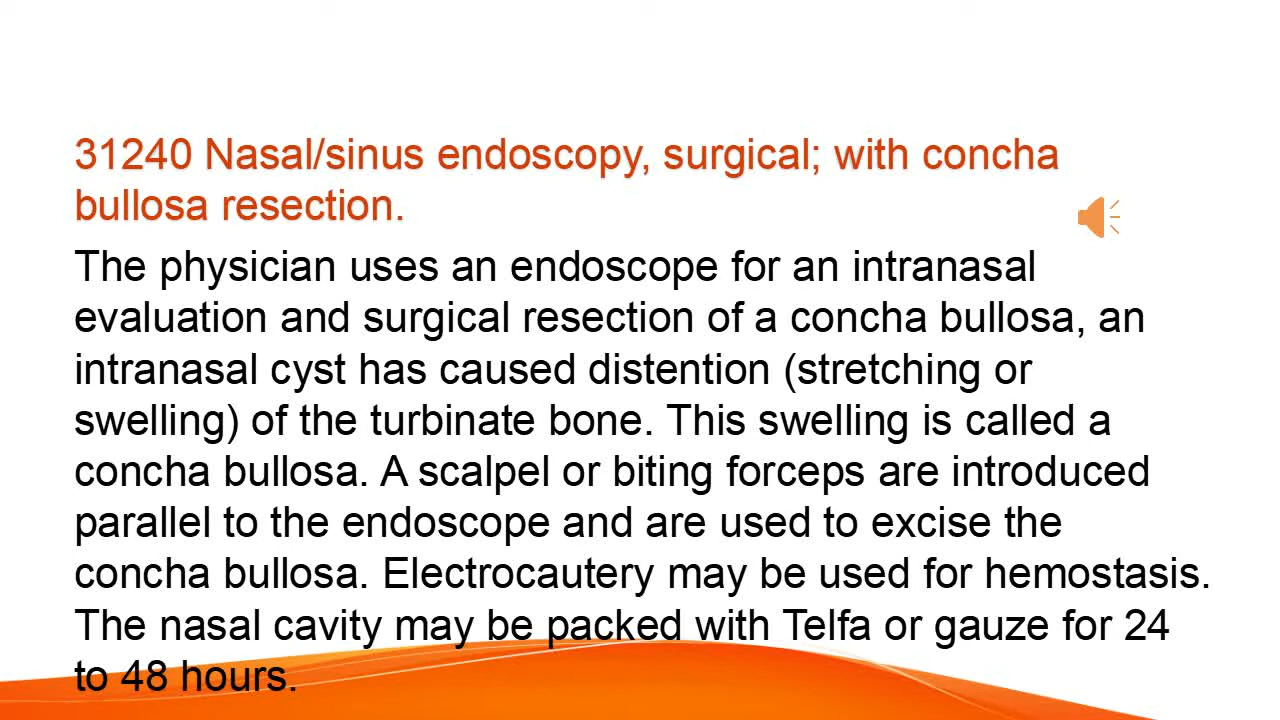 31240 Nasal/sinus endoscopy, surgical; with concha
bullosa resection.
The physician uses an endoscope for an intranasal
evaluation and surgical resection of a concha bullosa, an
intranasal cyst has caused distention (stretching or
swelling) of the turbinate bone. This swelling is called a
concha bullosa. A scalpel or biting forceps are introduced
parallel to the endoscope and are used to excise the
concha bullosa. Electrocautery may be used for hemostasis.
The nasal cavity may be packed with Telfa or gauze for 24
to 48 hours.